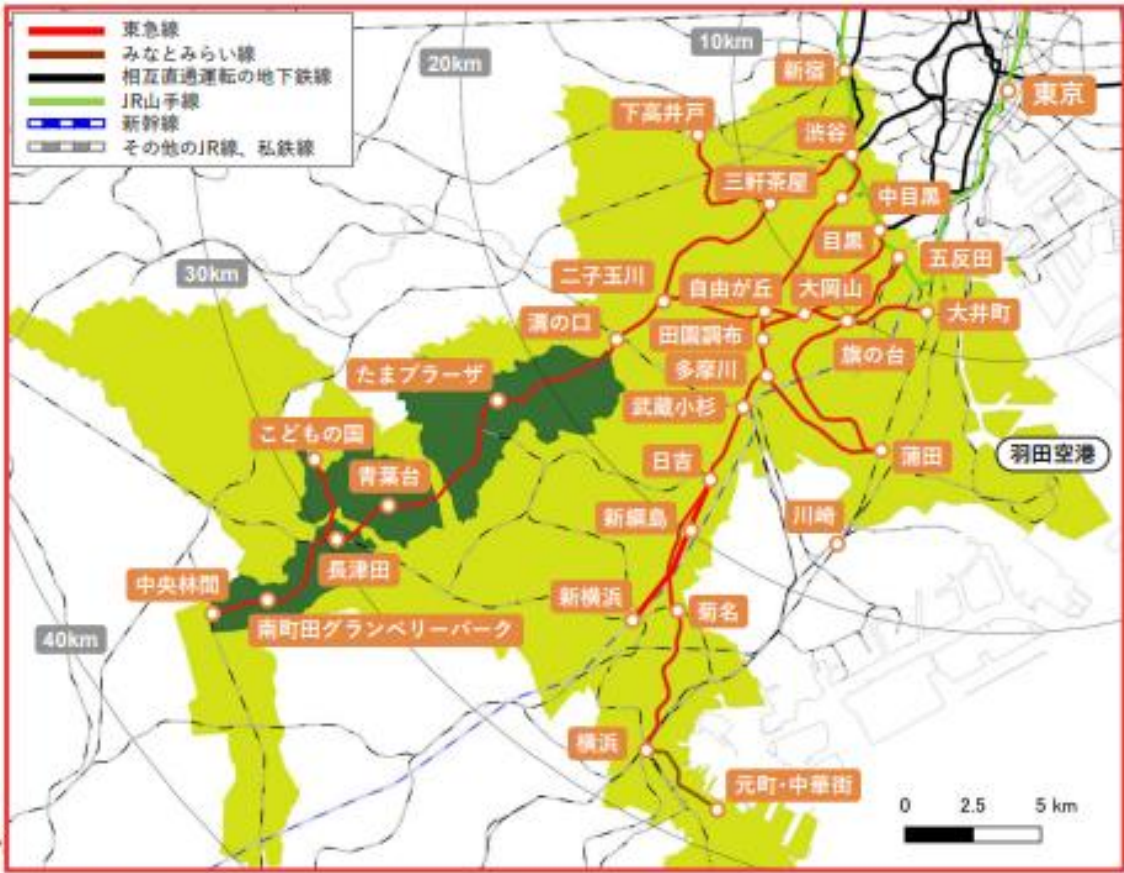 東急線
みなとみらい線
相互直通運転の地下鉄線
JR山手線
新幹線
その他のJR線、私鉄線
10km
20km
新宿
東京
下高井戸
渋谷
三軒茶屋
中目黒
目黒
30km
二子玉川
自由が丘
大岡山
五反田
溝の口
田園調布
大井町
たまプラーザ
多摩川
旗の台
武蔵小杉
こどもの国
日吉
蒲田
羽田空港
青葉台
新綱島
川崎
中央林間
長津田
新横浜
菊名
南町田グランベリーパーク
40km
横浜
元町・中華街
0 2.5 5 km